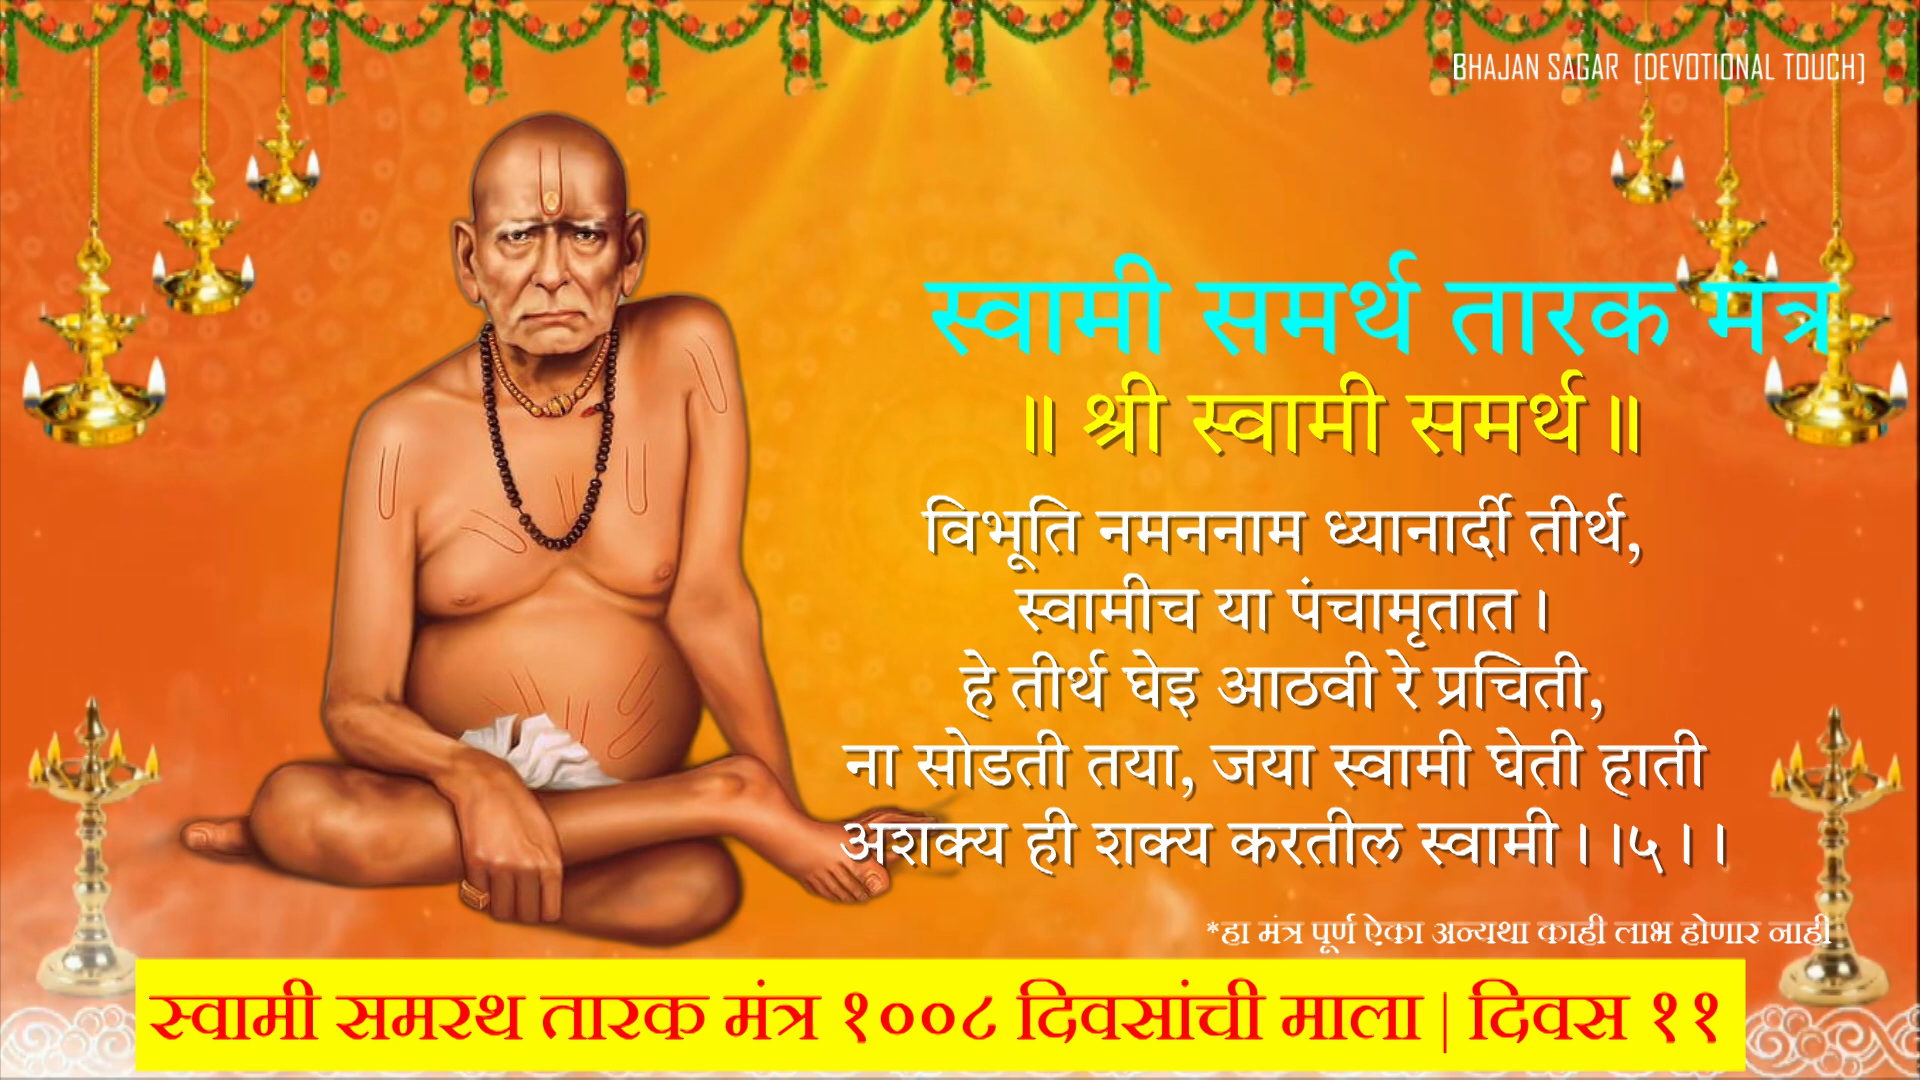 BHAJAN SAGAR [DEVOTIONAL TOUCH]
स्वामी समर्थ तारक मंत्र
॥ श्री स्वामी समर्थ ॥
विभूति नमननाम ध्यानार्दी तीर्थ,
स्वामीच या पंचामृतात।
हे तीर्थ घेइ आठवी रे प्रचिती,
ना सोडती तया, जया स्वामी घेती हाती
अशक्य ही शक्य करतील स्वामी।।५।।
*हा मंत्र पूर्ण ऐका अन्यथा काही लाभ होणार नाही
स्वामी समरथ तारक मंत्र १००८ दिवसांची माला | दिवस ११